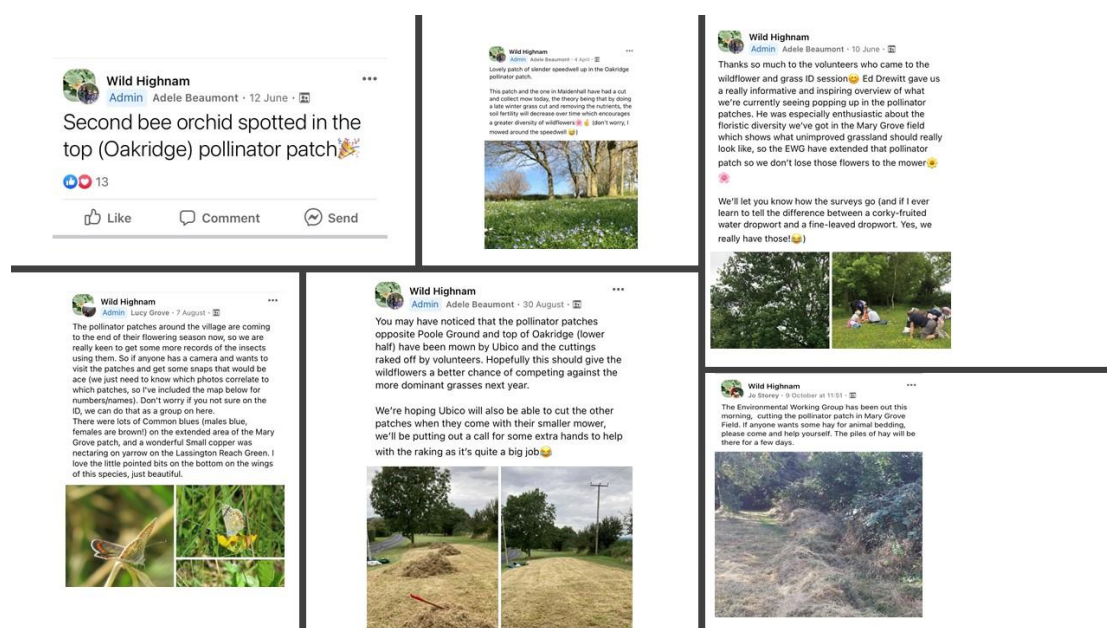 Wild Highnam
Admin Adele Beaumont · 12 June ·
Second bee orchid spotted in the
top (Oakridge) pollinator patch🎉
13
Like Comment Send
Wild Highnam
Admin Adele Beaumont · 4 April ·
Lovely patch of slender speedwell up in the Oakridge
pollinator patch.
This patch and the one in Maidenhall have had a cut
and collect mow today, the theory being that by doing
a late winter grass cut and removing the nutrients, the
soil fertility will decrease over time which encourages
a greater diversity of wildflowers🌸🤞 (don't worry, I
mowed around the speedwell 😂)
Wild Highnam
Admin Adele Beaumont · 10 June ·
Thanks so much to the volunteers who came to the
wildflower and grass ID session😊 Ed Drewitt gave us
a really informative and inspiring overview of what
we're currently seeing popping up in the pollinator
patches. He was especially enthusiastic about the
floristic diversity we've got in the Mary Grove field
which shows what unimproved grassland should really
look like, so the EWG have extended that pollinator
patch so we don't lose those flowers to the mower🌻
🌸
We'll let you know how the surveys go (and if I ever
learn to tell the difference between a corky-fruited
water dropwort and a fine-leaved dropwort. Yes, we
really have those!😂)
Wild Highnam
Admin Lucy Grove · 7 August ·
The pollinator patches around the village are coming
to the end of their flowering season now, so we are
really keen to get some more records of the insects
using them. So if anyone has a camera and wants to
visit the patches and get some snaps that would be
ace (we just need to know which photos correlate to
which patches, so I've included the map below for
numbers/names). Don't worry if you not sure on the
ID, we can do that as a group on here.
There were lots of Common blues (males blue,
females are brown!) on the extended area of the Mary
Grove patch, and a wonderful Small copper was
nectaring on yarrow on the Lassington Reach Green. I
love the little pointed bits on the bottom on the wings
of this species, just beautiful.
Wild Highnam
Admin Adele Beaumont · 30 August ·
You may have noticed that the pollinator patches
opposite Poole Ground and top of Oakridge (lower
half) have been mown by Ubico and the cuttings
raked off by volunteers. Hopefully this should give the
wildflowers a better chance of competing against the
more dominant grasses next year.
We're hoping Ubico will also be able to cut the other
patches when they come with their smaller mower,
we'll be putting out a call for some extra hands to help
with the raking as it's quite a big job😂
Wild Highnam
Jo Storey · 9 October at 11:51 ·
The Environmental Working Group has been out this
morning, cutting the pollinator patch in Mary Grove
Field. If anyone wants some hay for animal bedding,
please come and help yourself. The piles of hay will be
there for a few days.